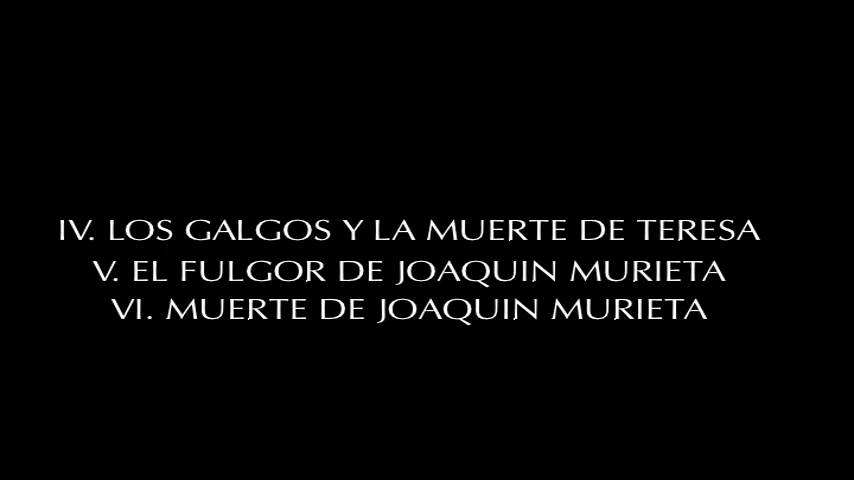 IV. LOS GALGOS Y LA MUERTE DE TERESA
V. EL FULGOR DE JOAQUIN MURIETA
VI. MUERTE DE JOAQUIN MURIETA